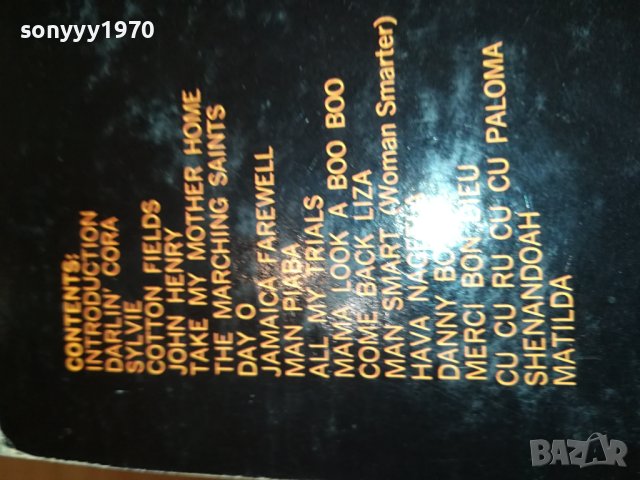 sonyyy1970
CONTENTS:
INTRODUCTION
DARLIN' CORA
SYLVIE
COTTON FIELDS
JOHN HENRY
TAKE MY MOTHER HOME
THE MARCHING SAINTS
DAY O
JAMAICA FAREWELL
MAN PIABA
ALL MY TRIALS
MAMA LOOK A BOO BOO
COME BACK LIZA
MAN SMART (Woman Smarter)
HAVA
DANNY
MERCI BON DIEU
CU CU RU CU CU PALOMA
SHENANDOAH
MATILDA
BAZAR